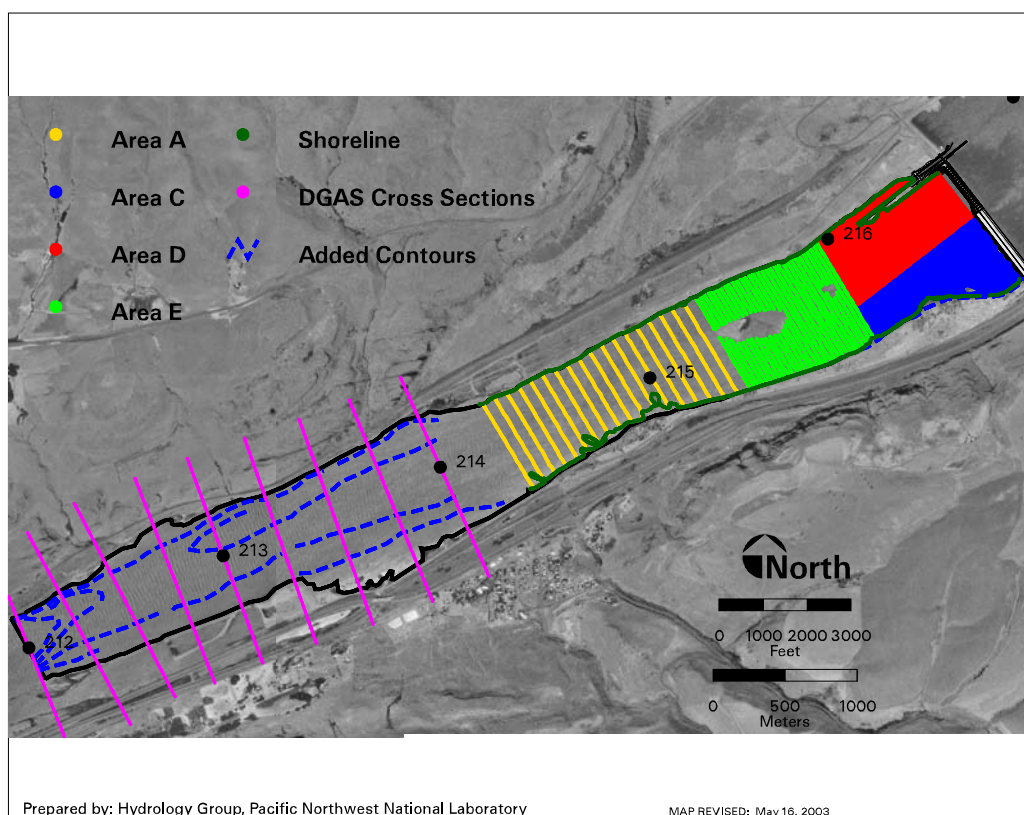 Area A
Shoreline
Area C
DGAS Cross Sections
Area D
Added Contours
Area E
216
215
214
213
212
North
0 1000 2000 3000
Feet
0 500 1000
Meters
Prepared by: Hydrology Group, Pacific Northwest National Laboratory
MAP REVISED: May 16, 2003